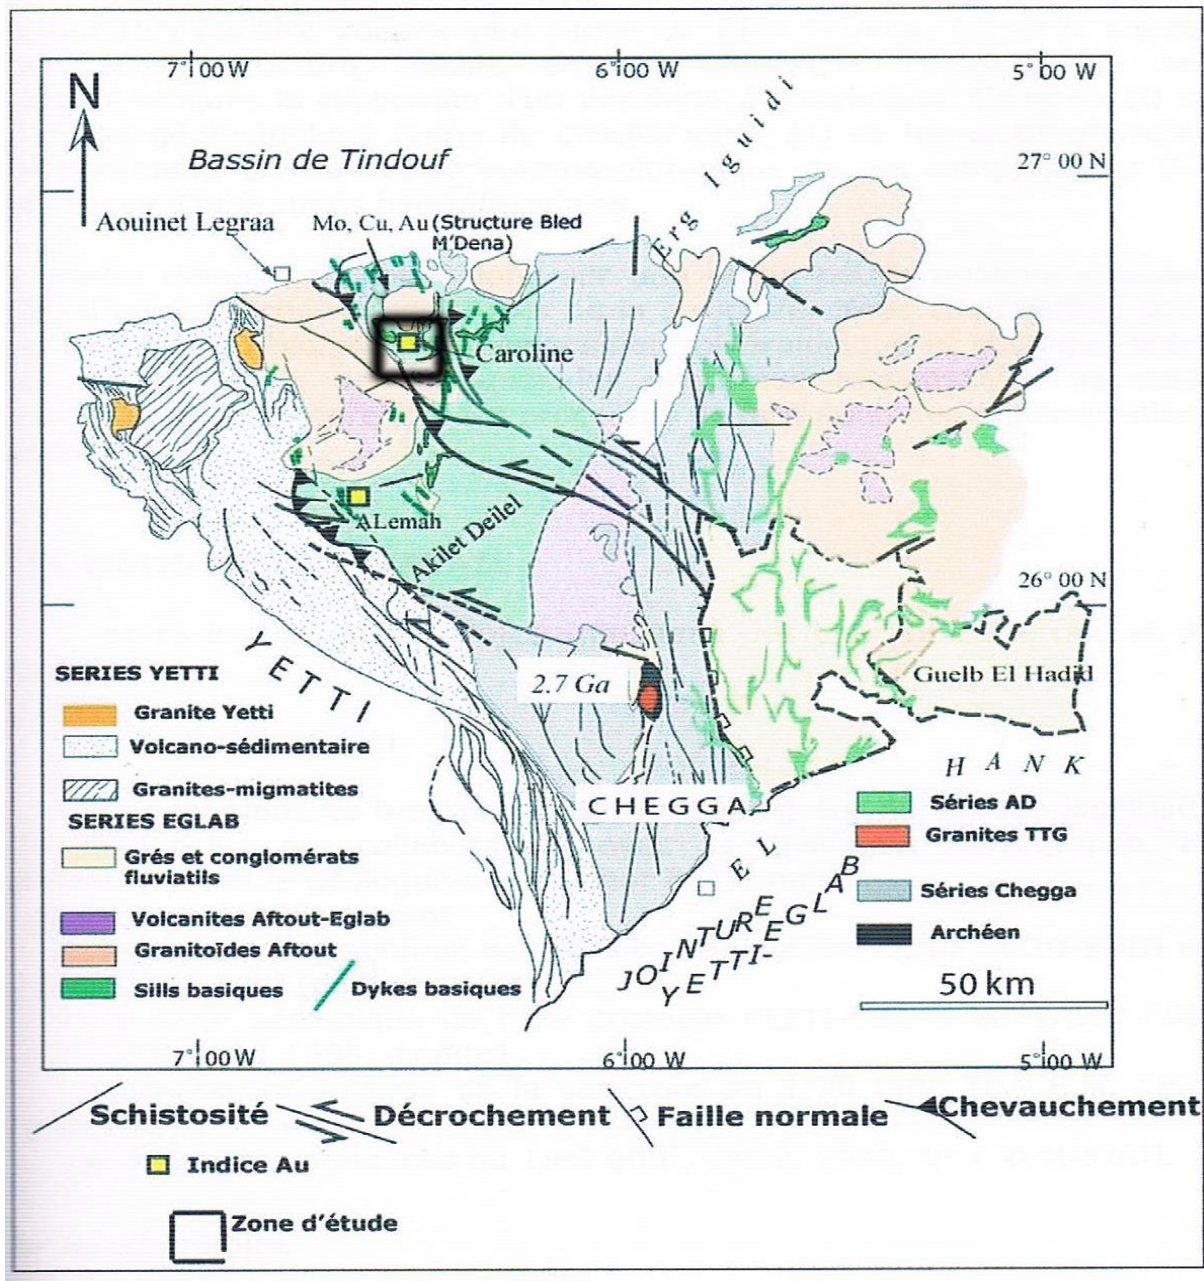 7°00W
6°00 W
5°00 W
N
Bassin de Tindouf
27° 00 N
Erg Iguidi
Aouinet Legraa
Mo, Cu, Au (Structure Bled
M'Dena)
Caroline
ALemah
Akilet Deilel
26° 00 N
YETTI
2.7 Ga
Guelb El Hadid
HANK
CHEGGA
EL
JOINTURE
YETTI-EGLAB
SERIES YETTI
Granite Yetti
Volcano-sédimentaire
Granites-migmatites
SERIES EGLAB
Grés et conglomérats
fluviatils
Volcanites Aftout-Eglab
Granitoïdes Aftout
Sills basiques
Dykes basiques
Séries AD
Granites TTG
Séries Chegga
Archéen
50 km
7°00W
6°00 W
5°00 W
Schistosité
Décrochement
Faille normale
Chevauchement
Indice Au
Zone d'étude